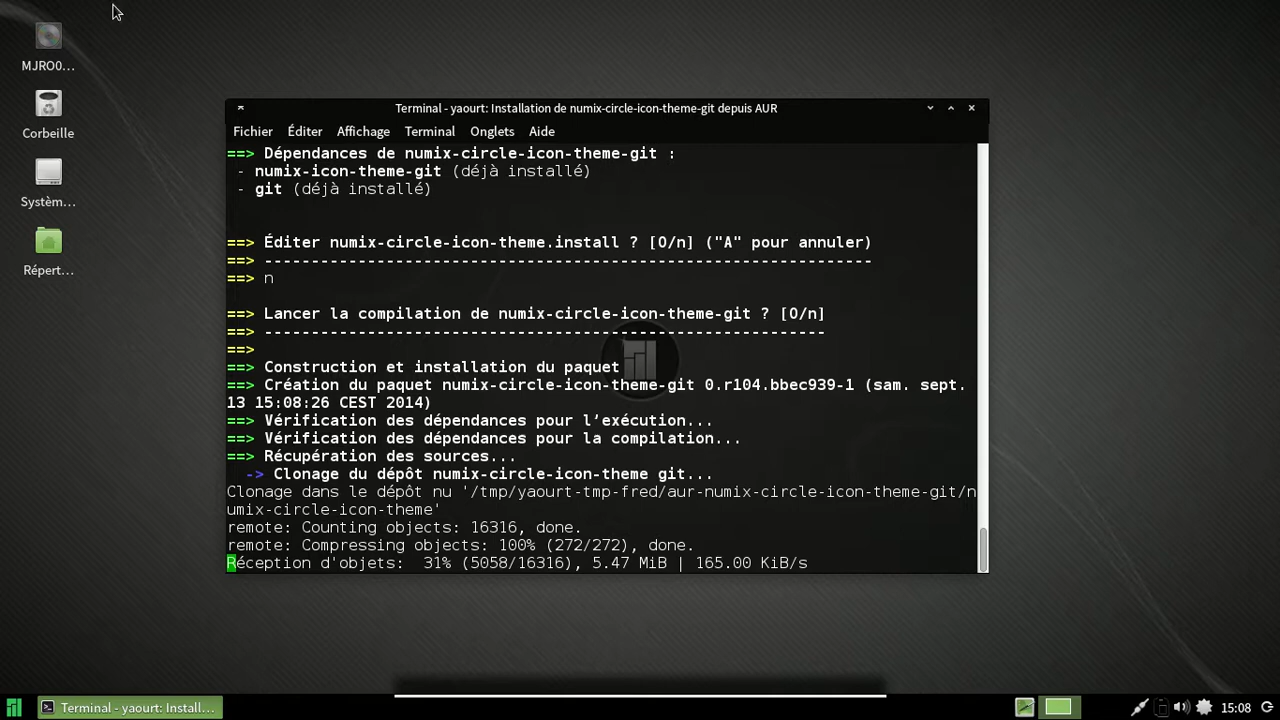 MJRO0...
Corbeille
Systèm...
Répert...
Terminal - yaourt: Installation de numix-circle-icon-theme-git depuis AUR
Fichier Éditer Affichage Terminal Onglets Aide
==> Dépendances de numix-circle-icon-theme-git :
- numix-icon-theme-git (déjà installé)
- git (déjà installé)
==> Éditer numix-circle-icon-theme.install ? [O/n] ("A" pour annuler)
==> -----------------------------------------------------------------
==> n
==> Lancer la compilation de numix-circle-icon-theme-git ? [O/n]
==> ------------------------------------------------------------
==>
==> Construction et installation du paquet
==> Création du paquet numix-circle-icon-theme-git 0.r104.bbec939-1 (sam. sept.
13 15:08:26 CEST 2014)
==> Vérification des dépendances pour l’exécution...
==> Vérification des dépendances pour la compilation...
==> Récupération des sources...
-> Clonage du dépôt numix-circle-icon-theme git...
Clonage dans le dépôt nu '/tmp/yaourt-tmp-fred/aur-numix-circle-icon-theme-git/n
umix-circle-icon-theme'
remote: Counting objects: 16316, done.
remote: Compressing objects: 100% (272/272), done.
Réception d'objets:  31% (5058/16316), 5.47 MiB | 165.00 KiB/s
Terminal - yaourt: Install...
15:08